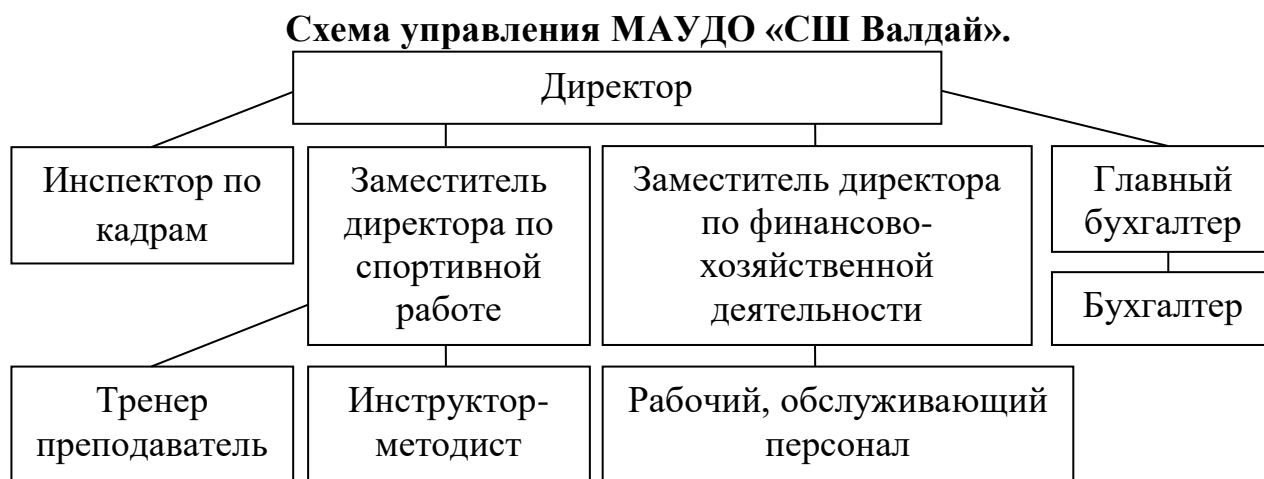 Схема управления МАУДО «СШ Валдай».
Директор
Инспектор по
кадрам
Заместитель
директора по
спортивной
работе
Заместитель директора
по финансово-
хозяйственной
деятельности
Главный
бухгалтер
Бухгалтер
Тренер
преподаватель
Инструктор-
методист
Рабочий, обслуживающий
персонал